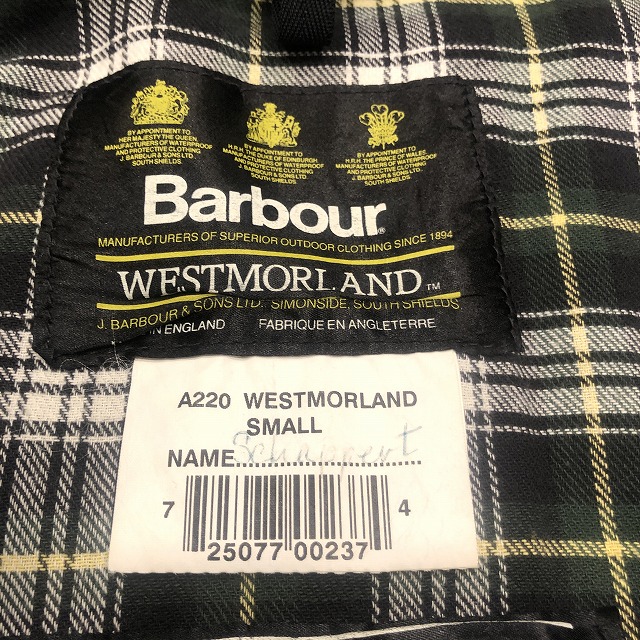 BY APPOINTMENT TO
HER MAJESTY THE QUEEN
MANUFACTURERS OF WATERPROOF
AND PROTECTIVE CLOTHING
J. BARBOUR & SONS LTD.
SOUTH SHIELDS.
BY APPOINTMENT TO
H.R.H. THE DUKE OF EDINBURGH
MANUFACTURERS OF WATERPROOF
AND PROTECTIVE CLOTHING
J. BARBOUR & SONS LTD.
SOUTH SHIELDS.
BY APPOINTMENT TO
H.R.H. THE PRINCE OF WALES
MANUFACTURERS OF WATERPROOF
AND PROTECTIVE CLOTHING
J. BARBOUR & SONS LTD.
SOUTH SHIELDS.
Barbour®
MANUFACTURERS OF SUPERIOR OUTDOOR CLOTHING SINCE 1894
WESTMORLAND™
J. BARBOUR & SONS LTD. SIMONSIDE, SOUTH SHIELDS,
IN ENGLAND FABRIQUE EN ANGLETERRE
A220 WESTMORLAND
SMALL
NAME Schappert
7 25077 00237 4